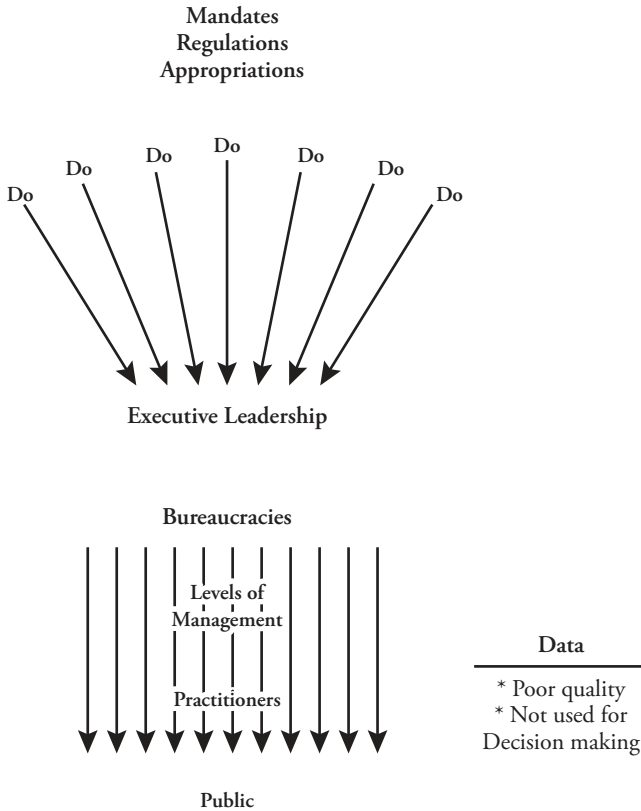 Mandates
Regulations
Appropriations
Do
Do
Do
Do
Do
Do
Do
Executive Leadership
Bureaucracies
Levels of
Management
Practitioners
Public
Data
* Poor quality
* Not used for
Decision making